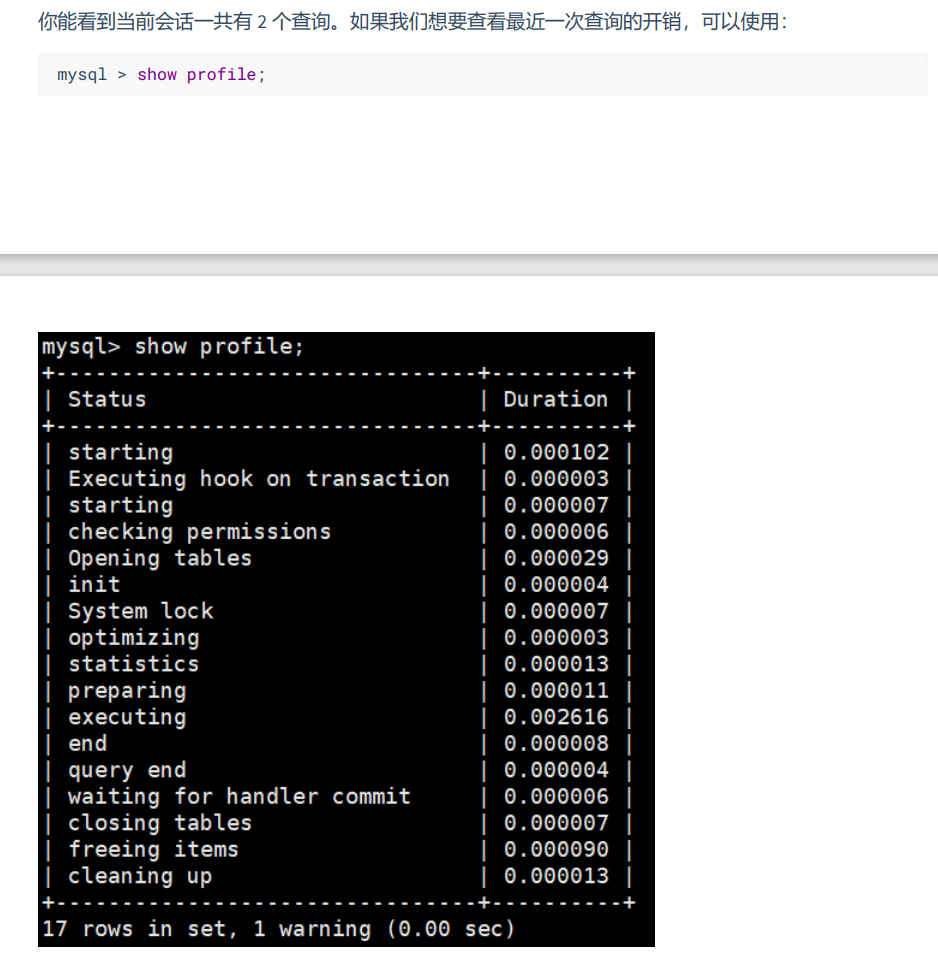 你能看到当前会话一共有 2 个查询。如果我们想要查看最近一次查询的开销，可以使用：
mysql > show profile;
mysql> show profile;
+--------------------------------+----------+
| Status                         | Duration |
+--------------------------------+----------+
| starting                       | 0.000102 |
| Executing hook on transaction  | 0.000003 |
| starting                       | 0.000007 |
| checking permissions           | 0.000006 |
| Opening tables                 | 0.000029 |
| init                           | 0.000004 |
| System lock                    | 0.000007 |
| optimizing                     | 0.000003 |
| statistics                     | 0.000013 |
| preparing                      | 0.000011 |
| executing                      | 0.002616 |
| end                            | 0.000008 |
| query end                      | 0.000004 |
| waiting for handler commit     | 0.000006 |
| closing tables                 | 0.000007 |
| freeing items                  | 0.000090 |
| cleaning up                    | 0.000013 |
+--------------------------------+----------+
17 rows in set, 1 warning (0.00 sec)